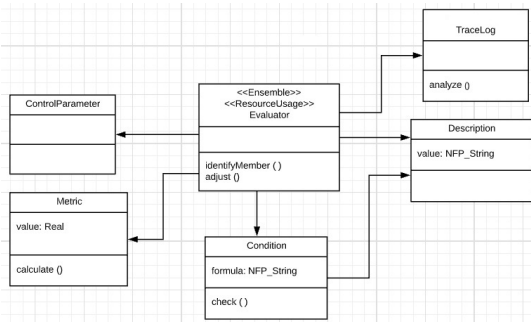 TraceLog
analyze ()
<<Ensemble>>
<<ResourceUsage>>
Evaluator
identifyMember ( )
adjust ()
ControlParameter
Description
value: NFP_String
Metric
value: Real
calculate ()
Condition
formula: NFP_String
check ( )